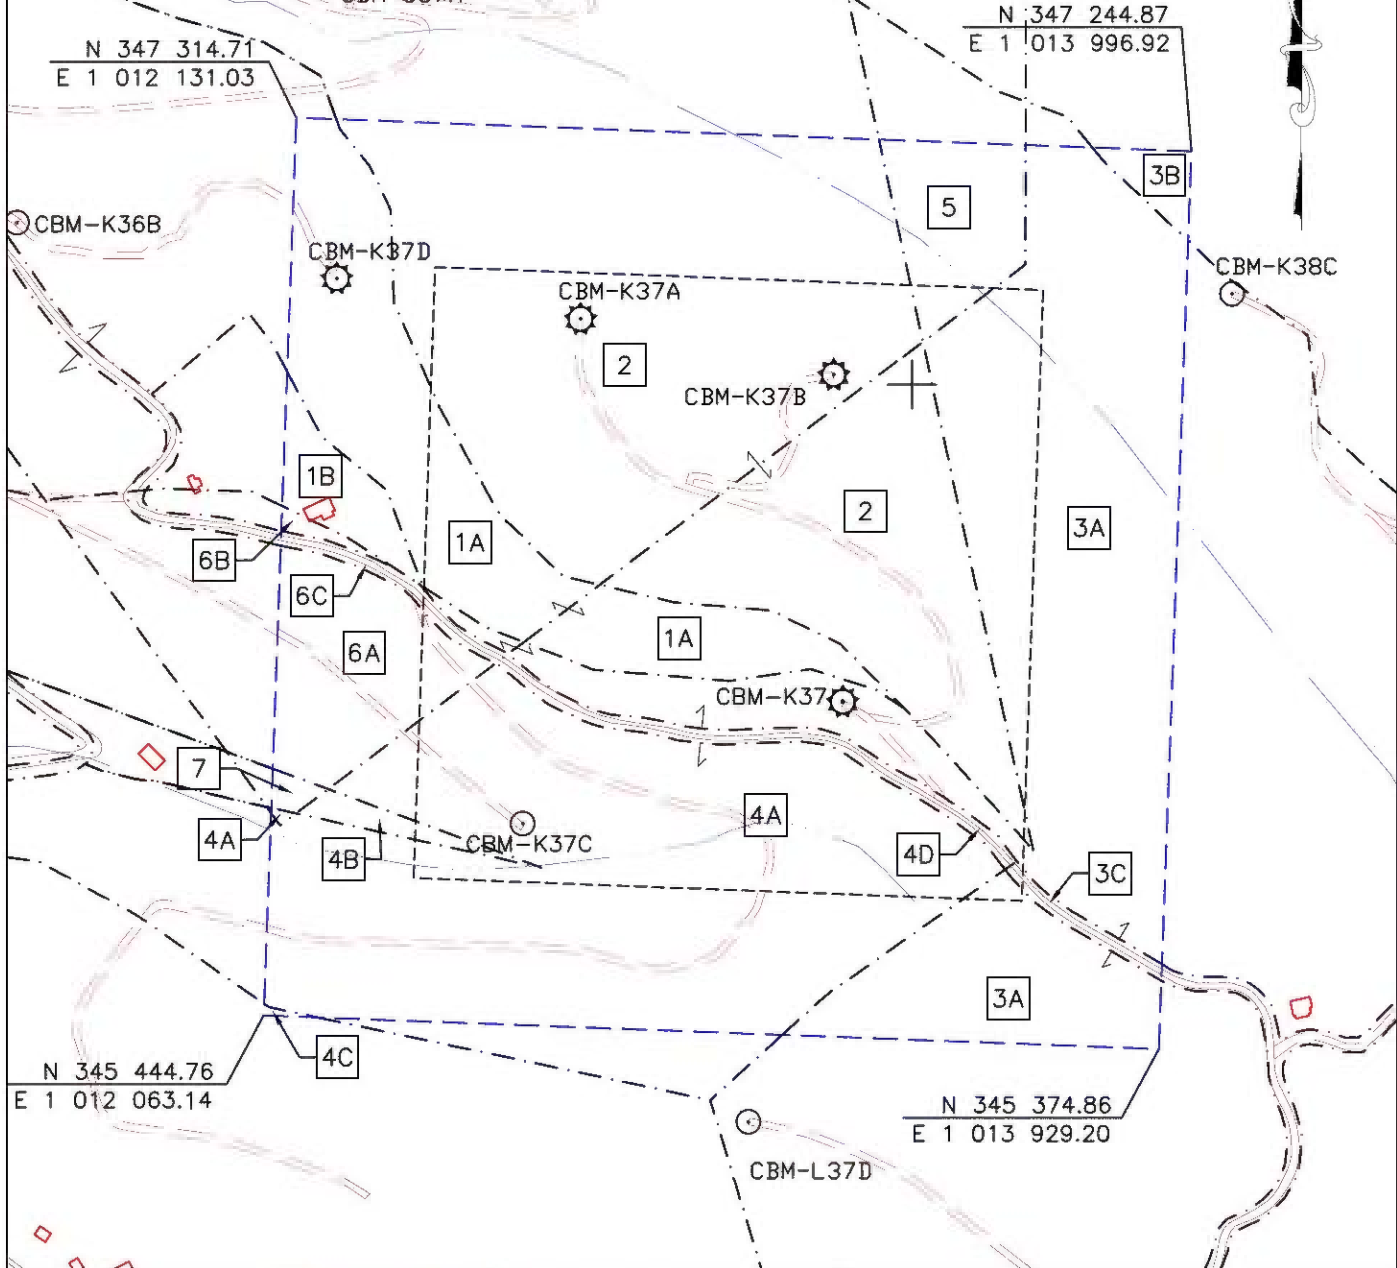 N 347 244.87
E 1 013 996.92
N 347 314.71
E 1 012 131.03
3B
5
CBM-K36B
CBM-K37D
CBM-K38C
CBM-K37A
2
CBM-K37B
1B
2
3A
1A
6B
6C
1A
6A
CBM-K37
7
4A
4A
CBM-K37C
4B
4D
3C
3A
4C
N 345 444.76
E 1 012 063.14
N 345 374.86
E 1 013 929.20
CBM-L37D